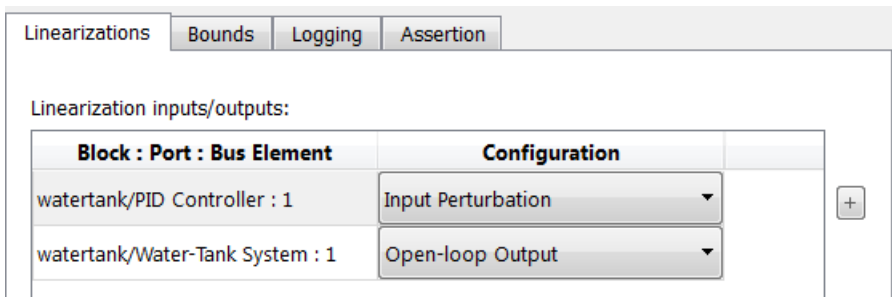 Linearizations Bounds Logging Assertion
Linearization inputs/outputs:
Block : Port : Bus Element Configuration
watertank/PID Controller : 1 Input Perturbation +
watertank/Water-Tank System : 1 Open-loop Output